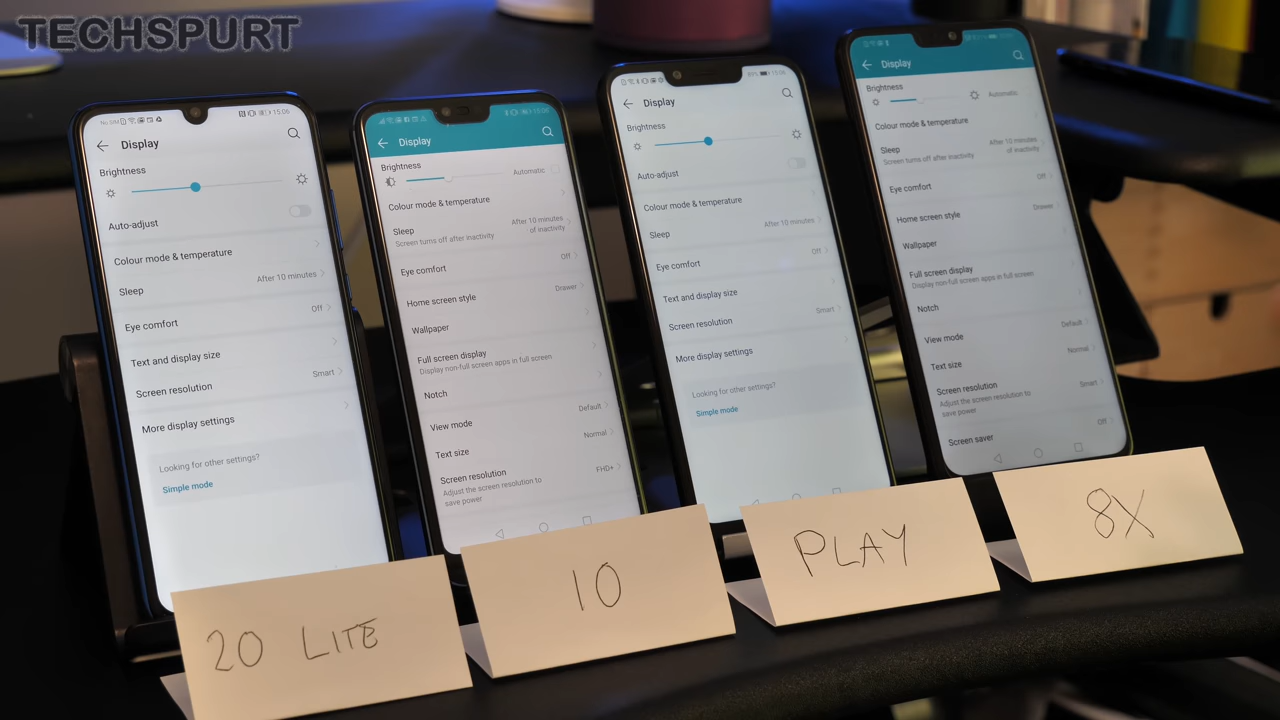 TECHSPURT
No SIM
15:06
Display
Brightness
Auto-adjust
Colour mode & temperature
Sleep
After 10 minutes
Eye comfort
Off
Text and display size
Screen resolution
Smart
More display settings
Looking for other settings?
Simple mode
20 LITE
Display
Brightness
Automatic
Colour mode & temperature
Sleep
Screen turns off after inactivity
After 10 minutes
of inactivity
Eye comfort
Off
Home screen style
Drawer
Wallpaper
Full screen display
Display non-full screen apps in full screen
Notch
View mode
Default
Text size
Normal
Screen resolution
Adjust the screen resolution to
save power
FHD+
10
15:06
Display
Brightness
Auto-adjust
Colour mode & temperature
Sleep
After 10 minutes
Eye comfort
Off
Text and display size
Screen resolution
Smart
More display settings
Looking for other settings?
Simple mode
PLAY
Display
Brightness
Automatic
Colour mode & temperature
Sleep
Screen turns off after inactivity
After 10 minutes
of inactivity
Eye comfort
Off
Home screen style
Drawer
Wallpaper
Full screen display
Display non-full screen apps in full screen
Notch
View mode
Default
Text size
Normal
Screen resolution
Adjust the screen resolution to
save power
Smart
Screen saver
Off
8X